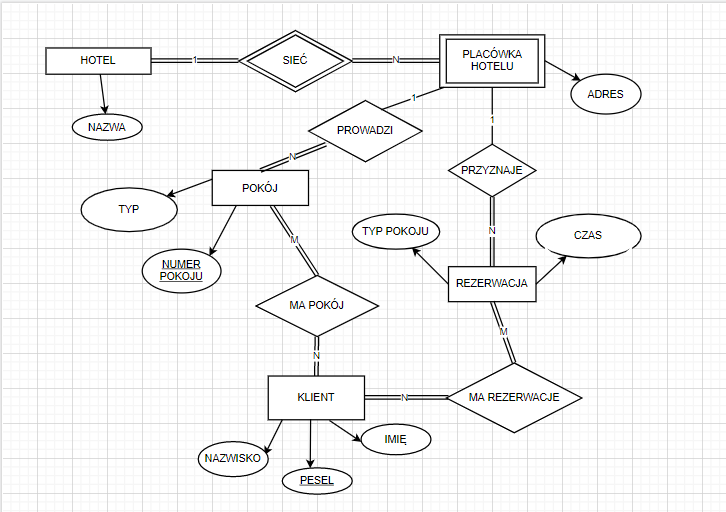 HOTEL
1
SIEĆ
N
PLACÓWKA
HOTELU
ADRES
NAZWA
1
PROWADZI
1
N
PRZYZNAJE
POKÓJ
TYP
TYP POKOJU
N
CZAS
M
NUMER
POKOJU
REZERWACJA
MA POKÓJ
M
N
KLIENT
N
MA REZERWACJE
IMIĘ
NAZWISKO
PESEL